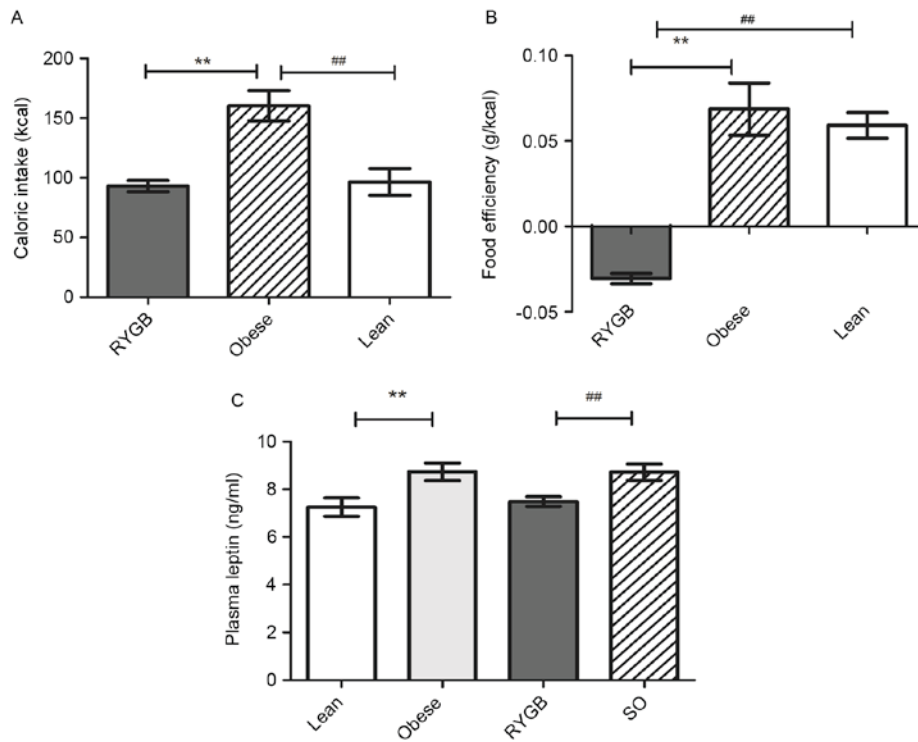 A
Caloric intake (kcal)
200
150
100
50
0
**
##
RYGB
Obese
Lean
B
Food efficiency (g/kcal)
0.10
0.05
0.00
-0.05
##
**
RYGB
Obese
Lean
C
Plasma leptin (ng/ml)
10
8
6
4
2
0
**
##
Lean
Obese
RYGB
SO